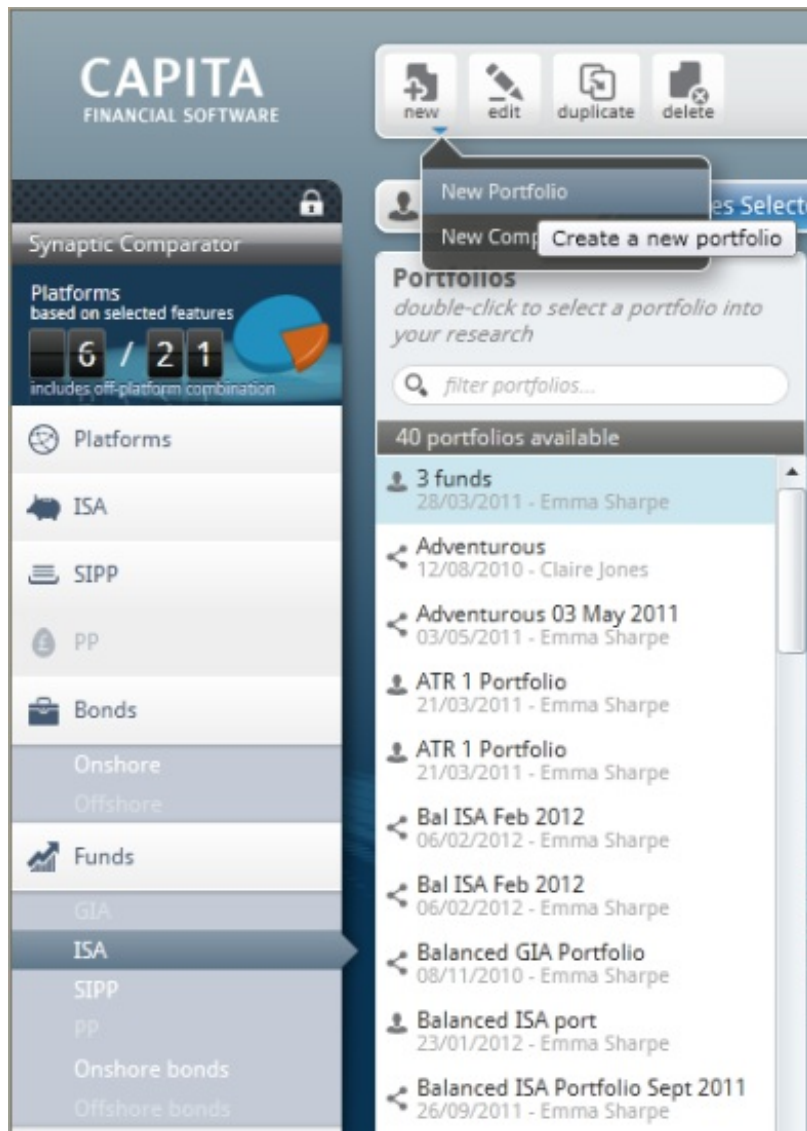 CAPITA
FINANCIAL SOFTWARE
new edit duplicate delete
New Portfolio
es Select
New Comp
Create a new portfolio
Synaptic Comparator
Platforms
based on selected features
6 / 21
includes off-platform combination
Platforms
ISA
SIPP
PP
Bonds
Onshore
Offshore
Funds
GIA
ISA
SIPP
PP
Onshore bonds
Offshore bonds
Portfolios
double-click to select a portfolio into
your research
filter portfolios...
40 portfolios available
3 funds
28/03/2011 - Emma Sharpe
Adventurous
12/08/2010 - Claire Jones
Adventurous 03 May 2011
03/05/2011 - Emma Sharpe
ATR 1 Portfolio
21/03/2011 - Emma Sharpe
ATR 1 Portfolio
21/03/2011 - Emma Sharpe
Bal ISA Feb 2012
06/02/2012 - Emma Sharpe
Bal ISA Feb 2012
06/02/2012 - Emma Sharpe
Balanced GIA Portfolio
08/11/2010 - Emma Sharpe
Balanced ISA port
23/01/2012 - Emma Sharpe
Balanced ISA Portfolio Sept 2011
26/09/2011 - Emma Sharpe